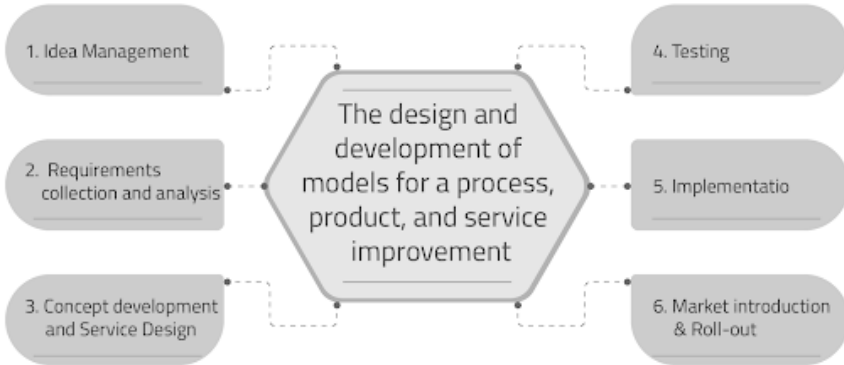 1. Idea Management
2. Requirements
collection and analysis
3. Concept development
and Service Design
The design and
development of
models for a process,
product, and service
improvement
4. Testing
5. Implementatio
6. Market introduction
& Roll-out